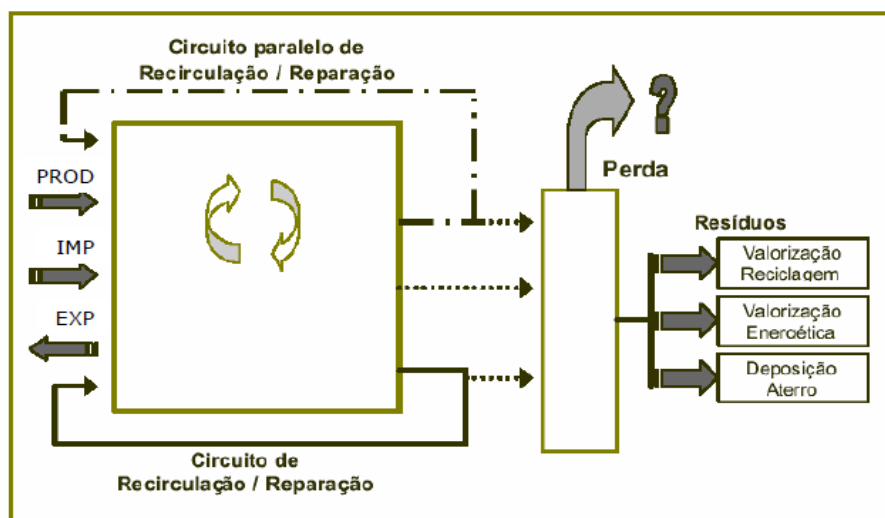 Circuito paralelo de
Recirculação / Reparação
?
PROD
Perda
Resíduos
IMP
Valorização
Reciclagem
EXP
Valorização
Energética
Deposição
Aterro
Circuito de
Recirculação / Reparação